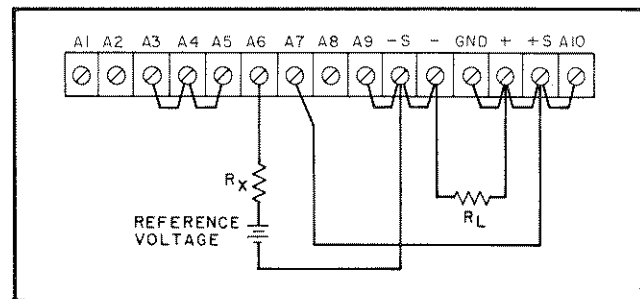 A1 A2 A3 A4 A5 A6 A7 A8 A9 -S - GND + +S A10
RX
REFERENCE
VOLTAGE
RL